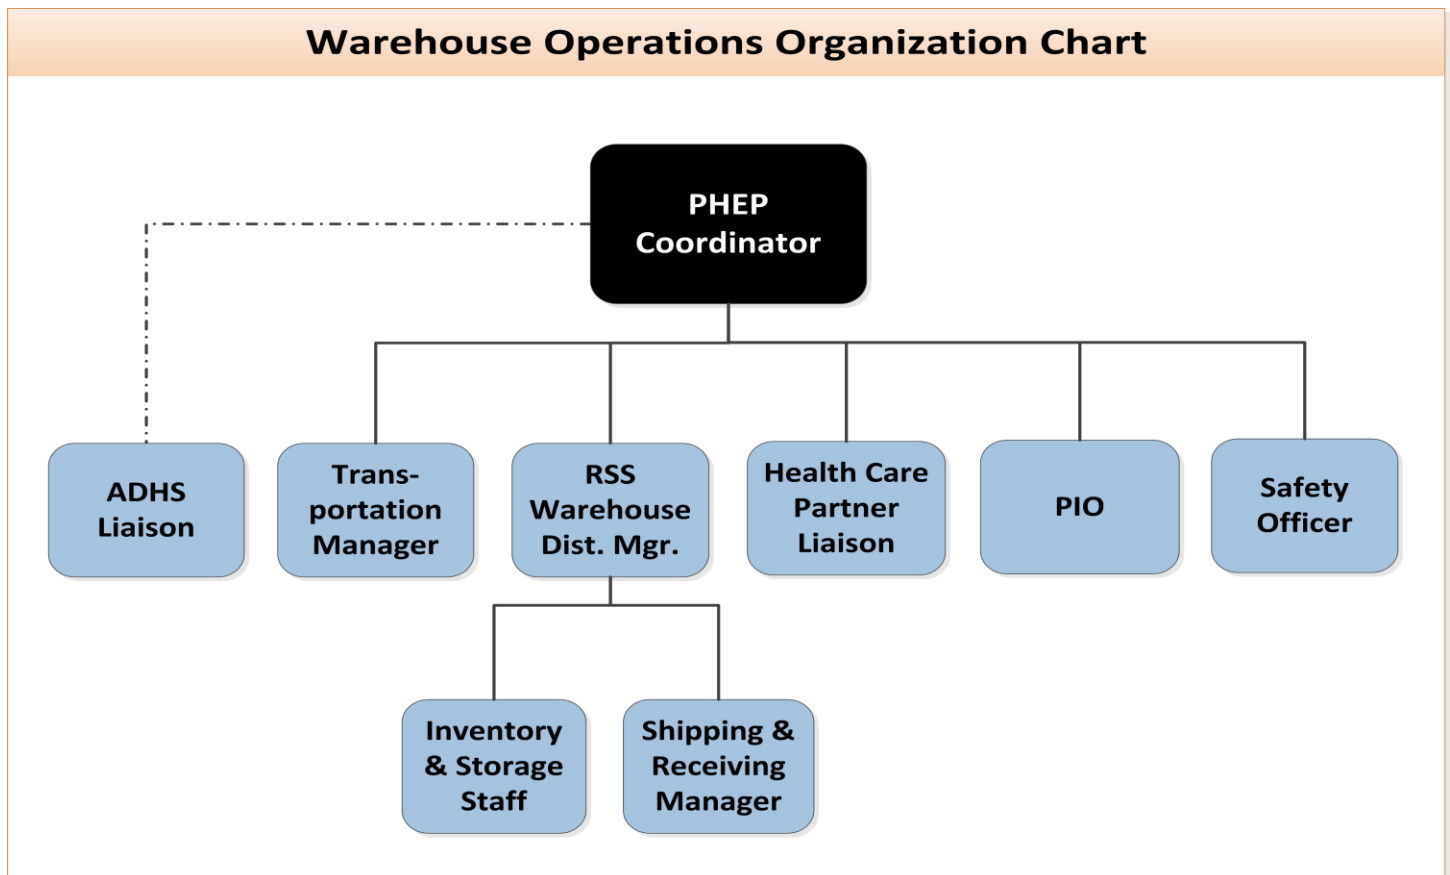 Warehouse Operations Organization Chart
PHEP
Coordinator
ADHS
Liaison
Trans-
portation
Manager
RSS
Warehouse
Dist. Mgr.
Health Care
Partner
Liaison
PIO
Safety
Officer
Inventory
& Storage
Staff
Shipping &
Receiving
Manager